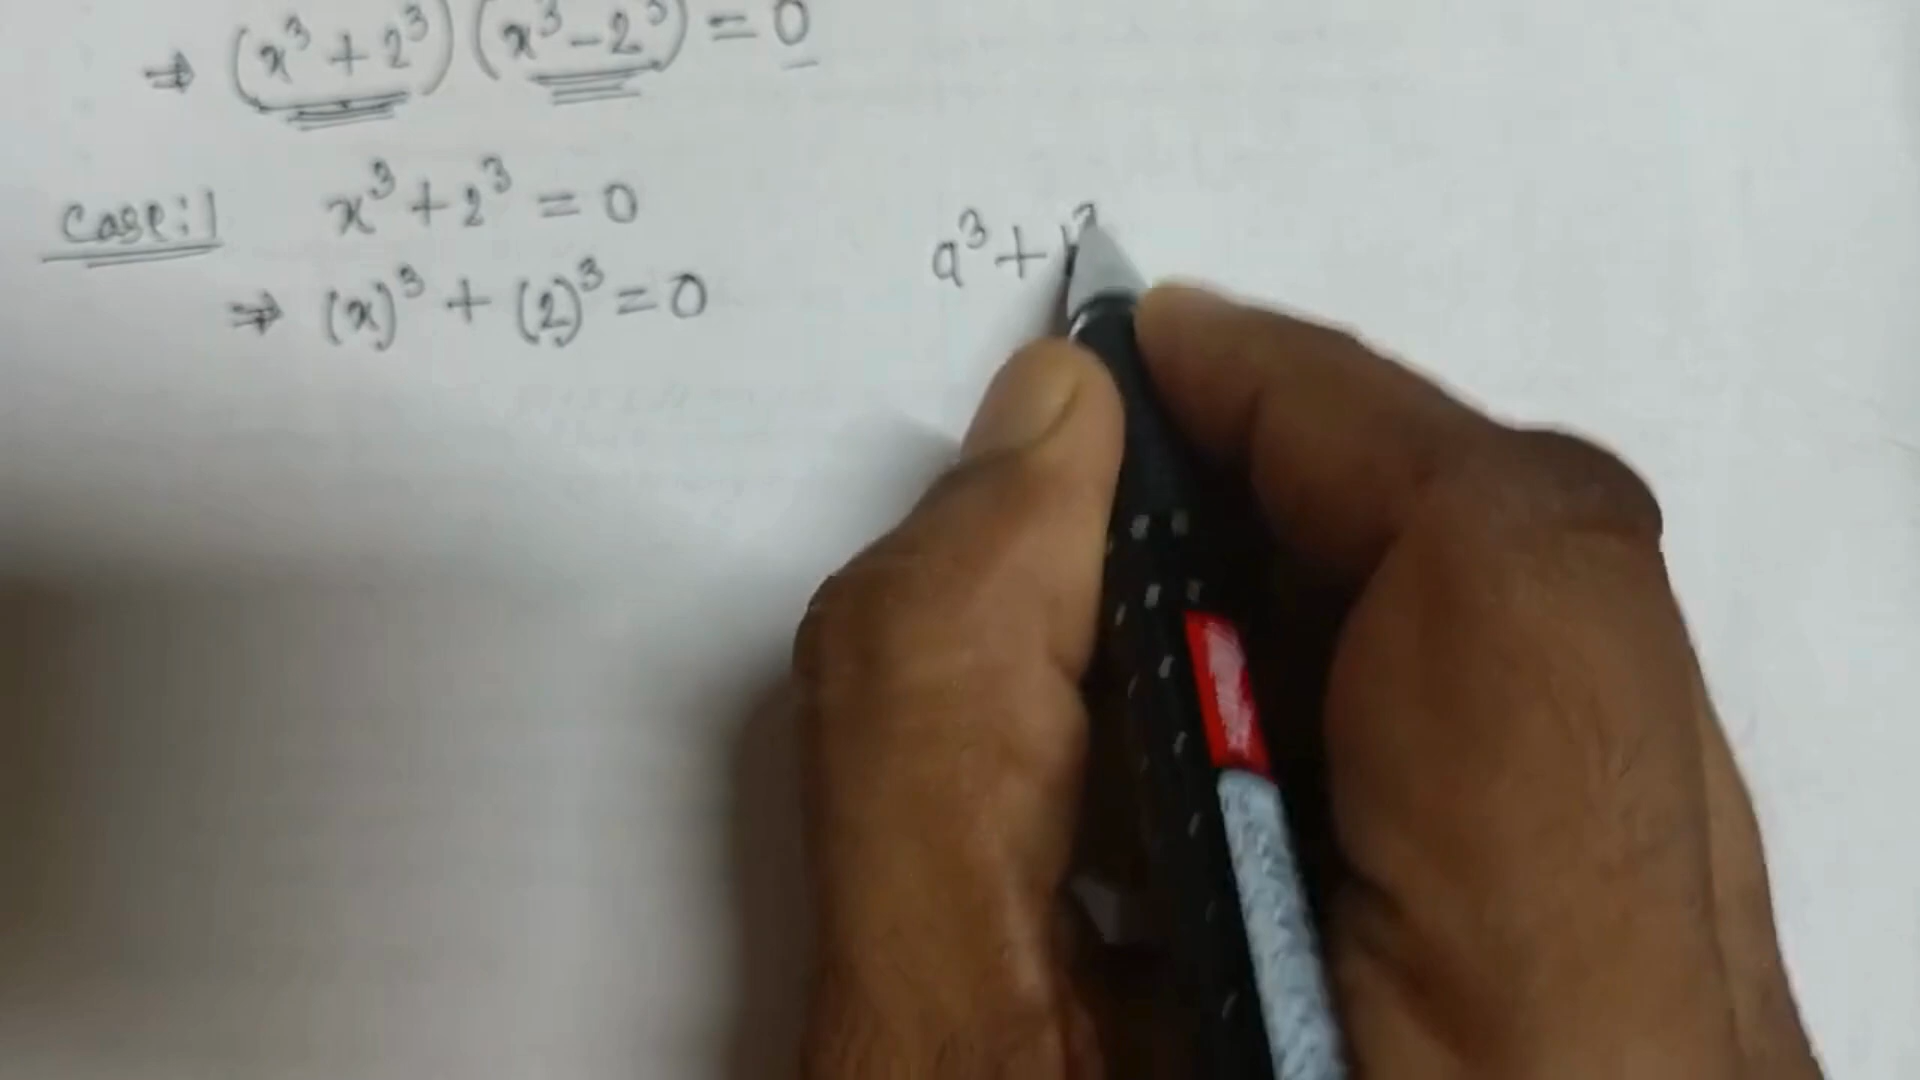 ⇒ (x³ + 2³) (x³ - 2³) = 0
Case:1 x³ + 2³ = 0
⇒ (x)³ + (2)³ = 0
a³ +